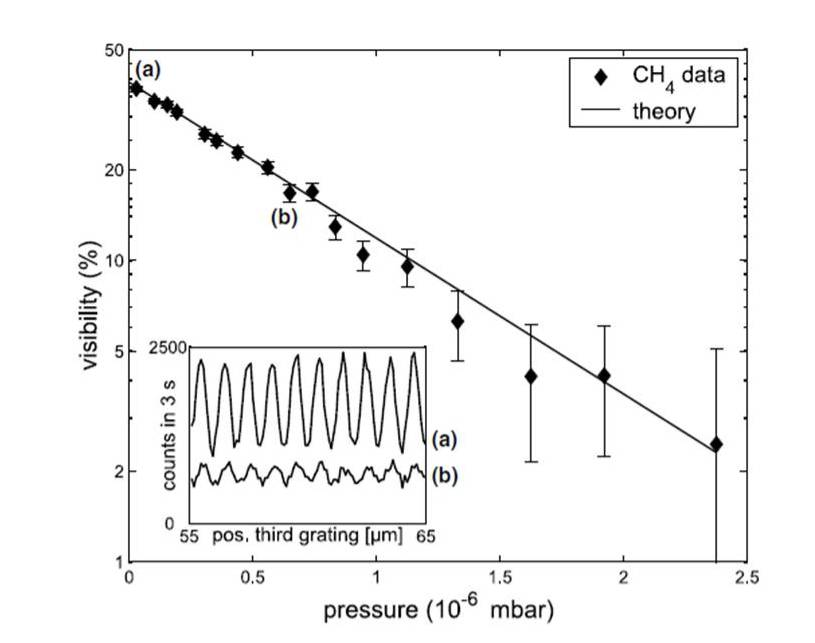 50
20
10
5
2
1
visibility (%)
(a)
(b)
CH4 data
theory
2500
counts in 3 s
0
55 pos. third grating [µm] 65
(a)
(b)
0 0.5 1 1.5 2 2.5
pressure (10-6 mbar)